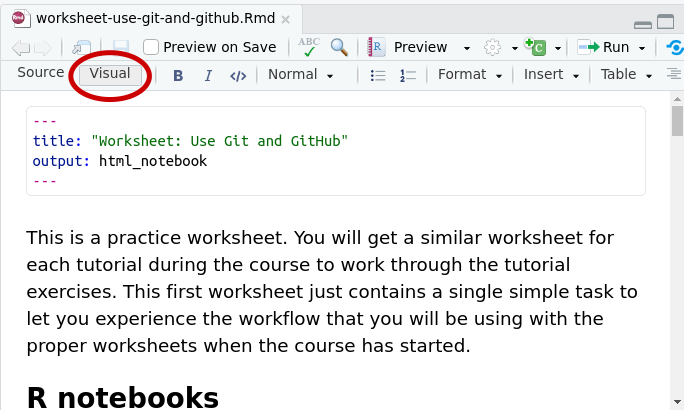 Rmd worksheet-use-git-and-github.Rmd ×
Preview on Save ABC R Preview C Run
Source Visual B I </> Normal Format Insert Table
---
title: "Worksheet: Use Git and GitHub"
output: html_notebook
---
This is a practice worksheet. You will get a similar worksheet for
each tutorial during the course to work through the tutorial
exercises. This first worksheet just contains a single simple task to
let you experience the workflow that you will be using with the
proper worksheets when the course has started.
R notebooks